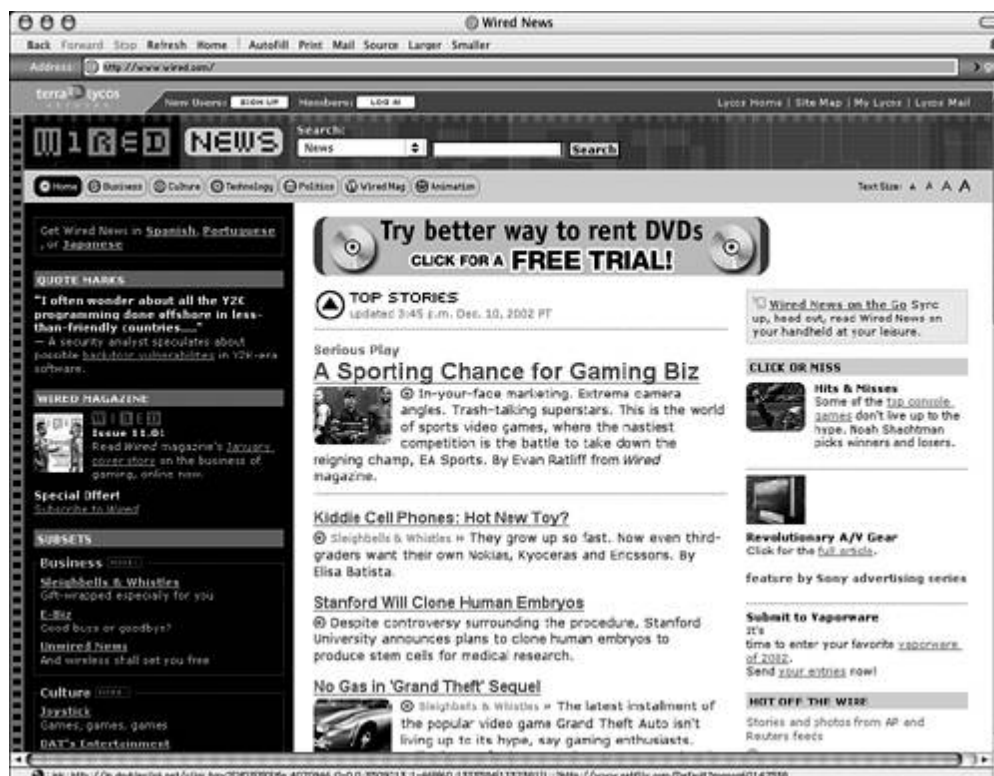 Wired News
Back Forward Stop Refresh Home AutoFill Print Mail Source Larger Smaller
Address: http://www.wired.com/
terra Lycos
New Users: SIGN UP Members: LOG IN
Lycos Home | Site Map | My Lycos | Lycos Mail
WIRED NEWS
Search:
News Search
Home Business Culture Technology Politics Wired Mag Animation
Text Size: A A A A
Get Wired News in Spanish, Portuguese
, or Japanese
QUOTE MARKS
"I often wonder about all the Y2K
programming done offshore in less-
than-friendly countries...."
— A security analyst speculates about
possible backdoor vulnerabilities in Y2K-era
software.
WIRED MAGAZINE
WIRED
Issue 11.01
Read Wired magazine's January
cover story on the business of
gaming, online now.
Special Offer!
Subscribe to Wired
SUBSETS
Business MORE
Sleighbells & Whistles
Gift-wrapped especially for you
E-Biz
Good buzz or goodbye?
Unwired News
And wireless shall set you free
Culture MORE
Joystick
Games, games, games
DAT's Entertainment
Try better way to rent DVDs
CLICK FOR A FREE TRIAL!
TOP STORIES
updated 3:45 p.m. Dec. 10, 2002 PT
Serious Play
A Sporting Chance for Gaming Biz
In-your-face marketing. Extreme camera
angles. Trash-talking superstars. This is the world
of sports video games, where the nastiest
competition is the battle to take down the
reigning champ, EA Sports. By Evan Ratliff from Wired
magazine.
Kiddie Cell Phones: Hot New Toy?
Sleighbells & Whistles » They grow up so fast. Now even third-
graders want their own Nokias, Kyoceras and Ericssons. By
Elisa Batista.
Stanford Will Clone Human Embryos
Despite controversy surrounding the procedure, Stanford
University announces plans to clone human embryos to
produce stem cells for medical research.
No Gas in 'Grand Theft' Sequel
Sleighbells & Whistles » The latest installment of
the popular video game Grand Theft Auto isn't
living up to its hype, say gaming enthusiasts.
Wired News on the Go Sync
up, head out, read Wired News on
your handheld at your leisure.
CLICK OR MISS
Hits & Misses
Some of the top console
games don't live up to the
hype. Noah Shachtman
picks winners and losers.
Revolutionary A/V Gear
Click for the full article.
feature by Sony advertising series
Submit to Vaporware
It's
time to enter your favorite vaporware
of 2002.
Send your entries now!
HOT OFF THE WIRE
Stories and photos from AP and
Reuters feeds